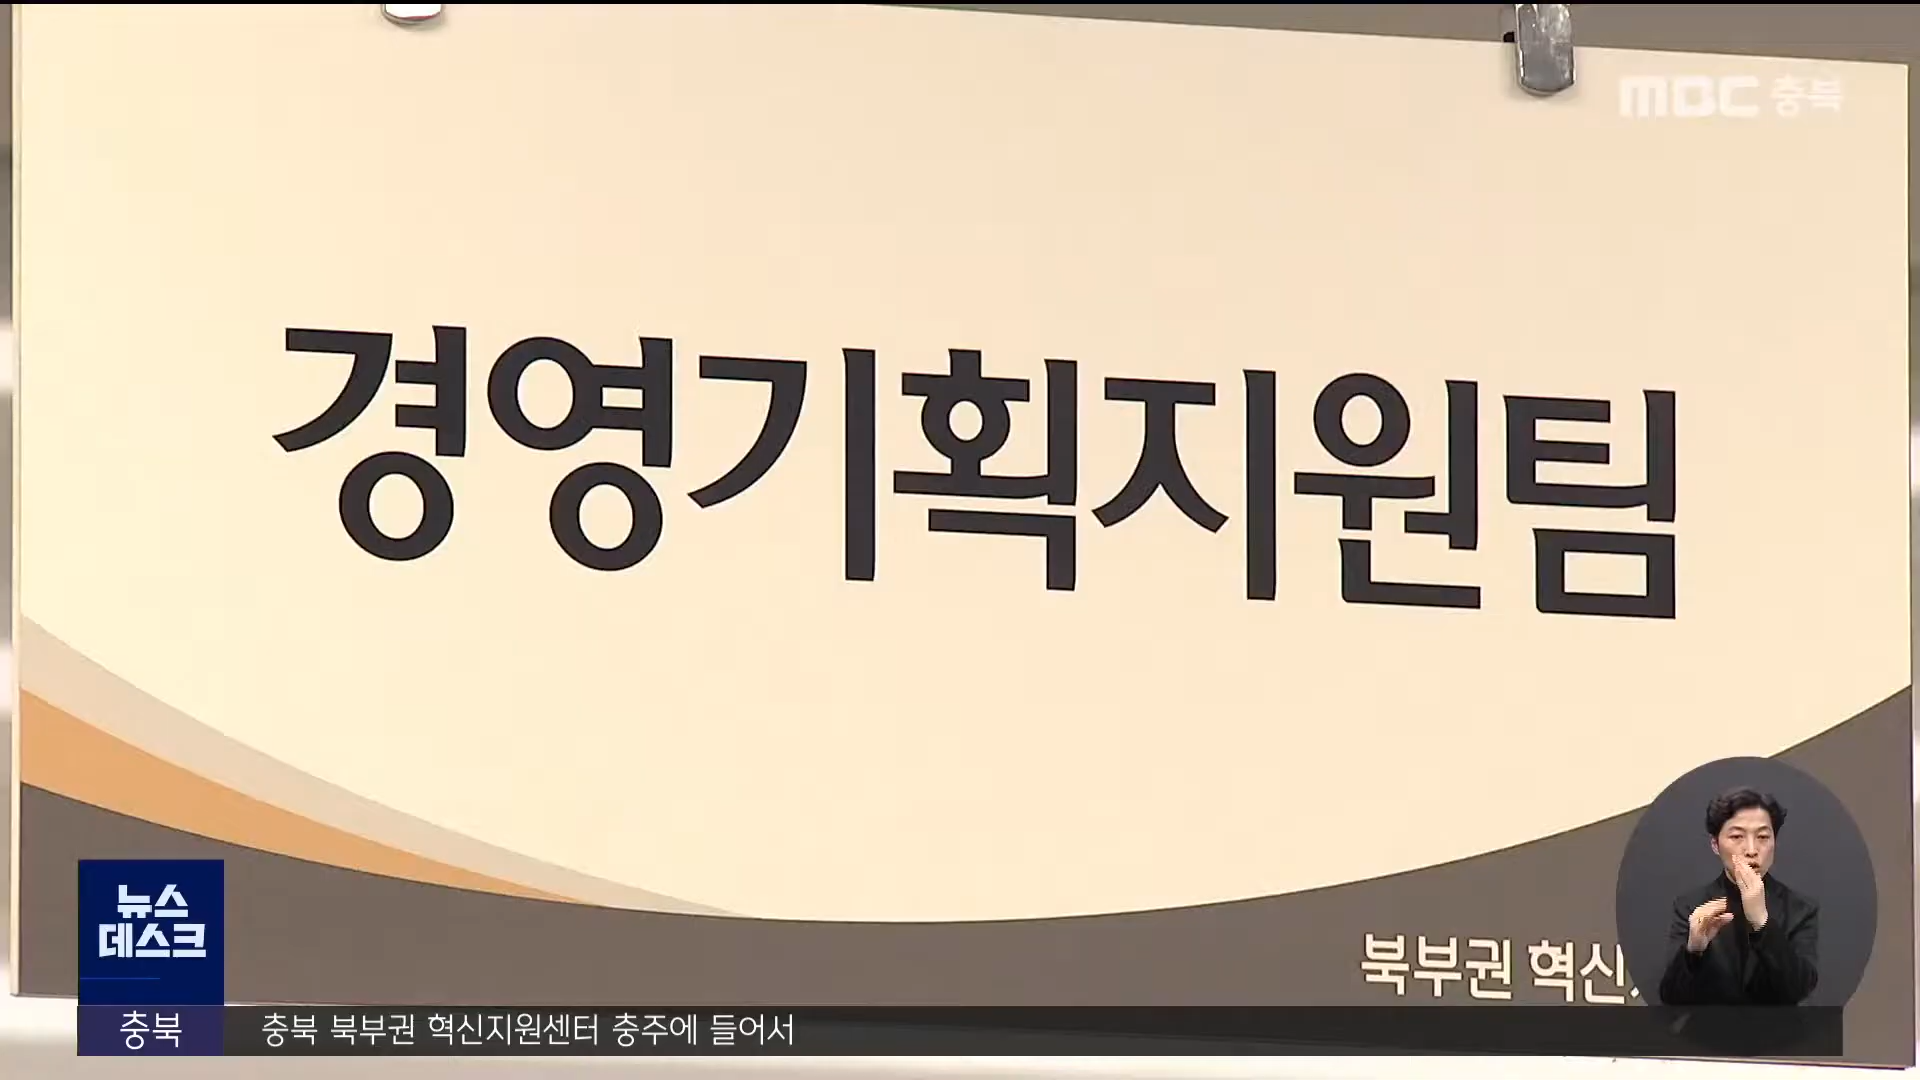 MBC 충북
경영기획지원팀
북부권 혁신
뉴스
데스크
충북
충북 북부권 혁신지원센터 충주에 들어서